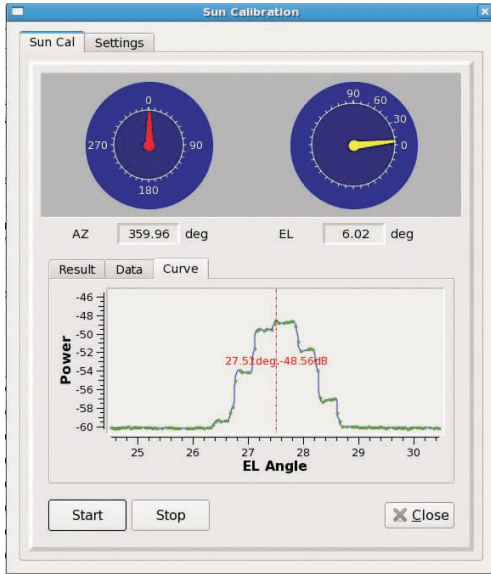 Sun Calibration
Sun Cal Settings
0
270 90
180
90
60
30
0
AZ 359.96 deg EL 6.02 deg
Result Data Curve
-46
-48
-50
-52
-54
-56
-58
-60
Power
27.51deg,-48.56dB
25 26 27 28 29 30
EL Angle
Start Stop Close